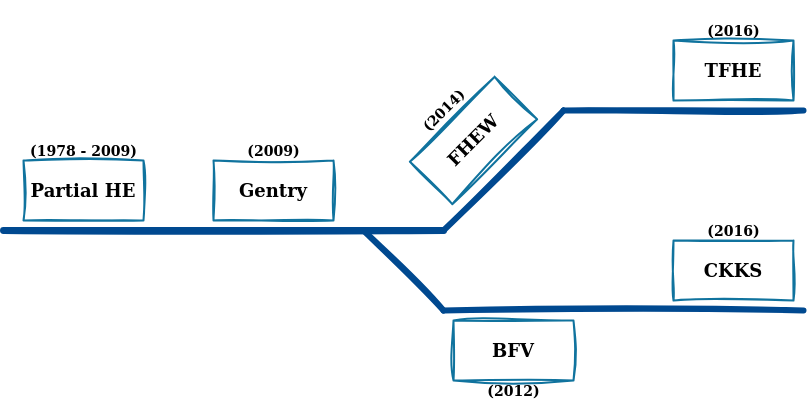 (1978 - 2009)
Partial HE
(2009)
Gentry
(2014)
FHEW
(2016)
TFHE
(2012)
BFV
(2016)
CKKS